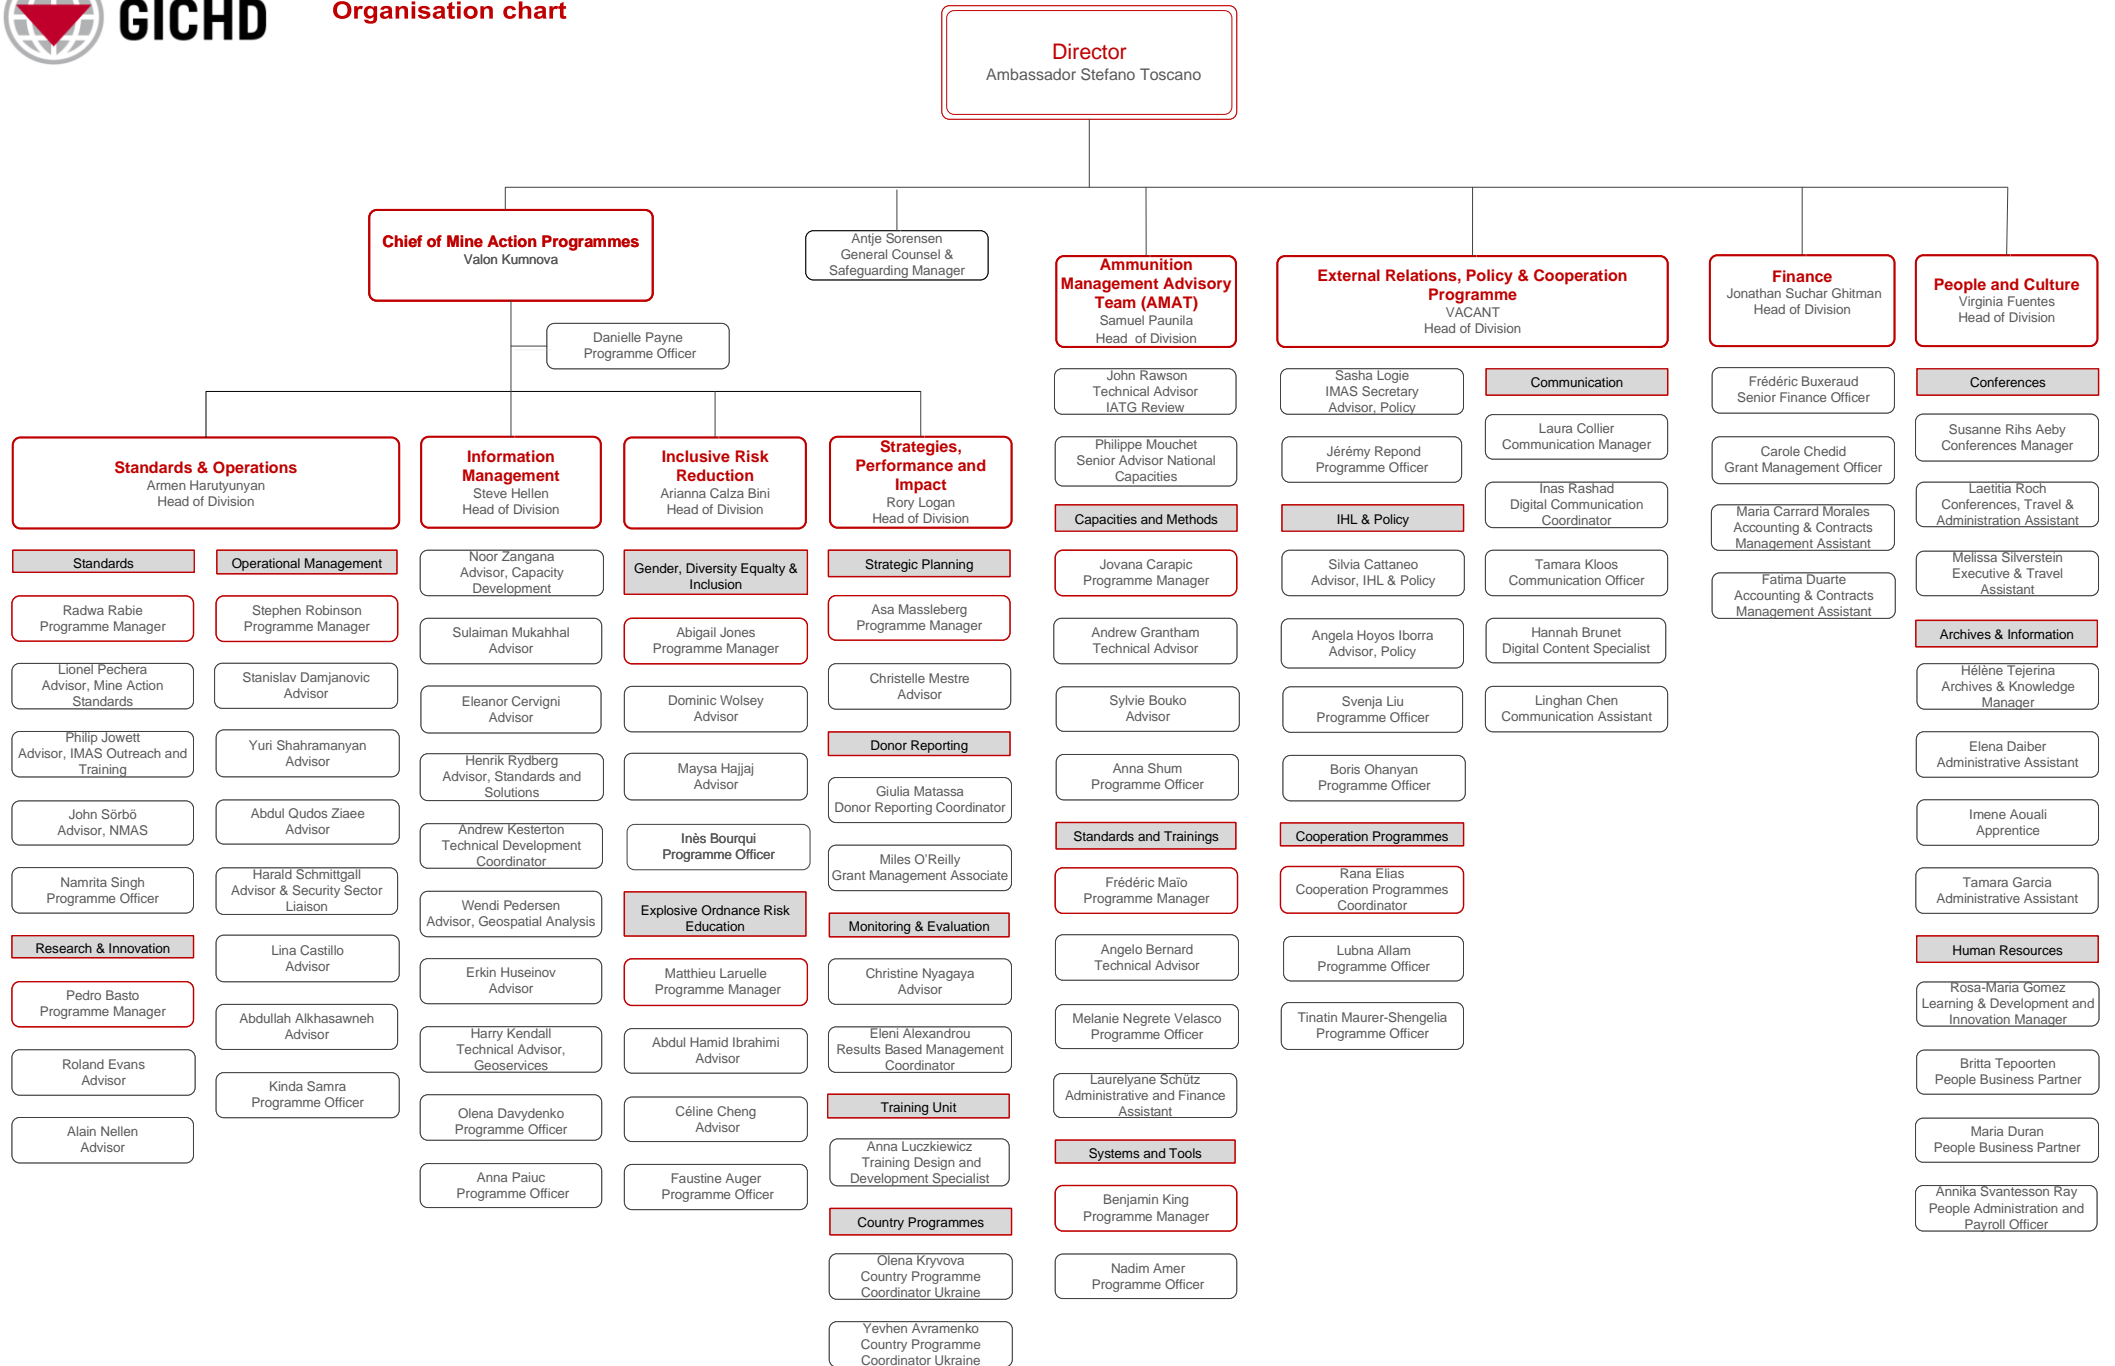 GICHD
Organisation chart
Director
Ambassador Stefano Toscano
Chief of Mine Action Programmes
Valon Kumnova
Antje Sorensen
General Counsel &
Safeguarding Manager
Danielle Payne
Programme Officer
Standards & Operations
Armen Harutyunyan
Head of Division
Standards
Radwa Rabie
Programme Manager
Lionel Pechera
Advisor, Mine Action
Standards
Philip Jowett
Advisor, IMAS Outreach and
Training
John Sörbö
Advisor, NMAS
Namrita Singh
Programme Officer
Research & Innovation
Pedro Basto
Programme Manager
Roland Evans
Advisor
Alain Nellen
Advisor
Operational Management
Stephen Robinson
Programme Manager
Stanislav Damjanovic
Advisor
Yuri Shahramanyan
Advisor
Abdul Qudos Ziaee
Advisor
Harald Schmittgall
Advisor & Security Sector
Liaison
Lina Castillo
Advisor
Abdullah Alkhasawneh
Advisor
Kinda Samra
Programme Officer
Information
Management
Steve Hellen
Head of Division
Noor Zangana
Advisor, Capacity
Development
Sulaiman Mukahhal
Advisor
Eleanor Cervigni
Advisor
Henrik Rydberg
Advisor, Standards and
Solutions
Andrew Kesterton
Technical Development
Coordinator
Wendi Pedersen
Advisor, Geospatial Analysis
Erkin Huseinov
Advisor
Harry Kendall
Technical Advisor,
Geoservices
Olena Davydenko
Programme Officer
Anna Paiuc
Programme Officer
Inclusive Risk
Reduction
Arianna Calza Bini
Head of Division
Gender, Diversity Equalty &
Inclusion
Abigail Jones
Programme Manager
Dominic Wolsey
Advisor
Maysa Hajjaj
Advisor
Inès Bourqui
Programme Officer
Explosive Ordnance Risk
Education
Matthieu Laruelle
Programme Manager
Abdul Hamid Ibrahimi
Advisor
Céline Cheng
Advisor
Faustine Auger
Programme Officer
Strategies,
Performance and
Impact
Rory Logan
Head of Division
Strategic Planning
Asa Massleberg
Programme Manager
Christelle Mestre
Advisor
Donor Reporting
Giulia Matassa
Donor Reporting Coordinator
Miles O'Reilly
Grant Management Associate
Monitoring & Evaluation
Christine Nyagaya
Advisor
Eleni Alexandrou
Results Based Management
Coordinator
Training Unit
Anna Luczkiewicz
Training Design and
Development Specialist
Country Programmes
Olena Kryvova
Country Programme
Coordinator Ukraine
Yevhen Avramenko
Country Programme
Coordinator Ukraine
Ammunition
Management Advisory
Team (AMAT)
Samuel Paunila
Head of Division
John Rawson
Technical Advisor
IATG Review
Philippe Mouchet
Senior Advisor National
Capacities
Capacities and Methods
Jovana Carapic
Programme Manager
Andrew Grantham
Technical Advisor
Sylvie Bouko
Advisor
Anna Shum
Programme Officer
Standards and Trainings
Frédéric Maïo
Programme Manager
Angelo Bernard
Technical Advisor
Melanie Negrete Velasco
Programme Officer
Laurelyane Schütz
Administrative and Finance
Assistant
Systems and Tools
Benjamin King
Programme Manager
Nadim Amer
Programme Officer
External Relations, Policy & Cooperation
Programme
VACANT
Head of Division
Sasha Logie
IMAS Secretary
Advisor, Policy
Jérémy Repond
Programme Officer
IHL & Policy
Silvia Cattaneo
Advisor, IHL & Policy
Angela Hoyos Iborra
Advisor, Policy
Svenja Liu
Programme Officer
Boris Ohanyan
Programme Officer
Cooperation Programmes
Rana Elias
Cooperation Programmes
Coordinator
Lubna Allam
Programme Officer
Tinatin Maurer-Shengelia
Programme Officer
Communication
Laura Collier
Communication Manager
Inas Rashad
Digital Communication
Coordinator
Tamara Kloos
Communication Officer
Hannah Brunet
Digital Content Specialist
Linghan Chen
Communication Assistant
Finance
Jonathan Suchar Ghitman
Head of Division
Frédéric Buxeraud
Senior Finance Officer
Carole Chedid
Grant Management Officer
Maria Carrard Morales
Accounting & Contracts
Management Assistant
Fatima Duarte
Accounting & Contracts
Management Assistant
People and Culture
Virginia Fuentes
Head of Division
Conferences
Susanne Rihs Aeby
Conferences Manager
Laetitia Roch
Conferences, Travel &
Administration Assistant
Melissa Silverstein
Executive & Travel
Assistant
Archives & Information
Hélène Tejerina
Archives & Knowledge
Manager
Elena Daiber
Administrative Assistant
Imene Aouali
Apprentice
Tamara Garcia
Administrative Assistant
Human Resources
Rosa-Maria Gomez
Learning & Development and
Innovation Manager
Britta Tepoorten
People Business Partner
Maria Duran
People Business Partner
Annika Svantesson Ray
People Administration and
Payroll Officer